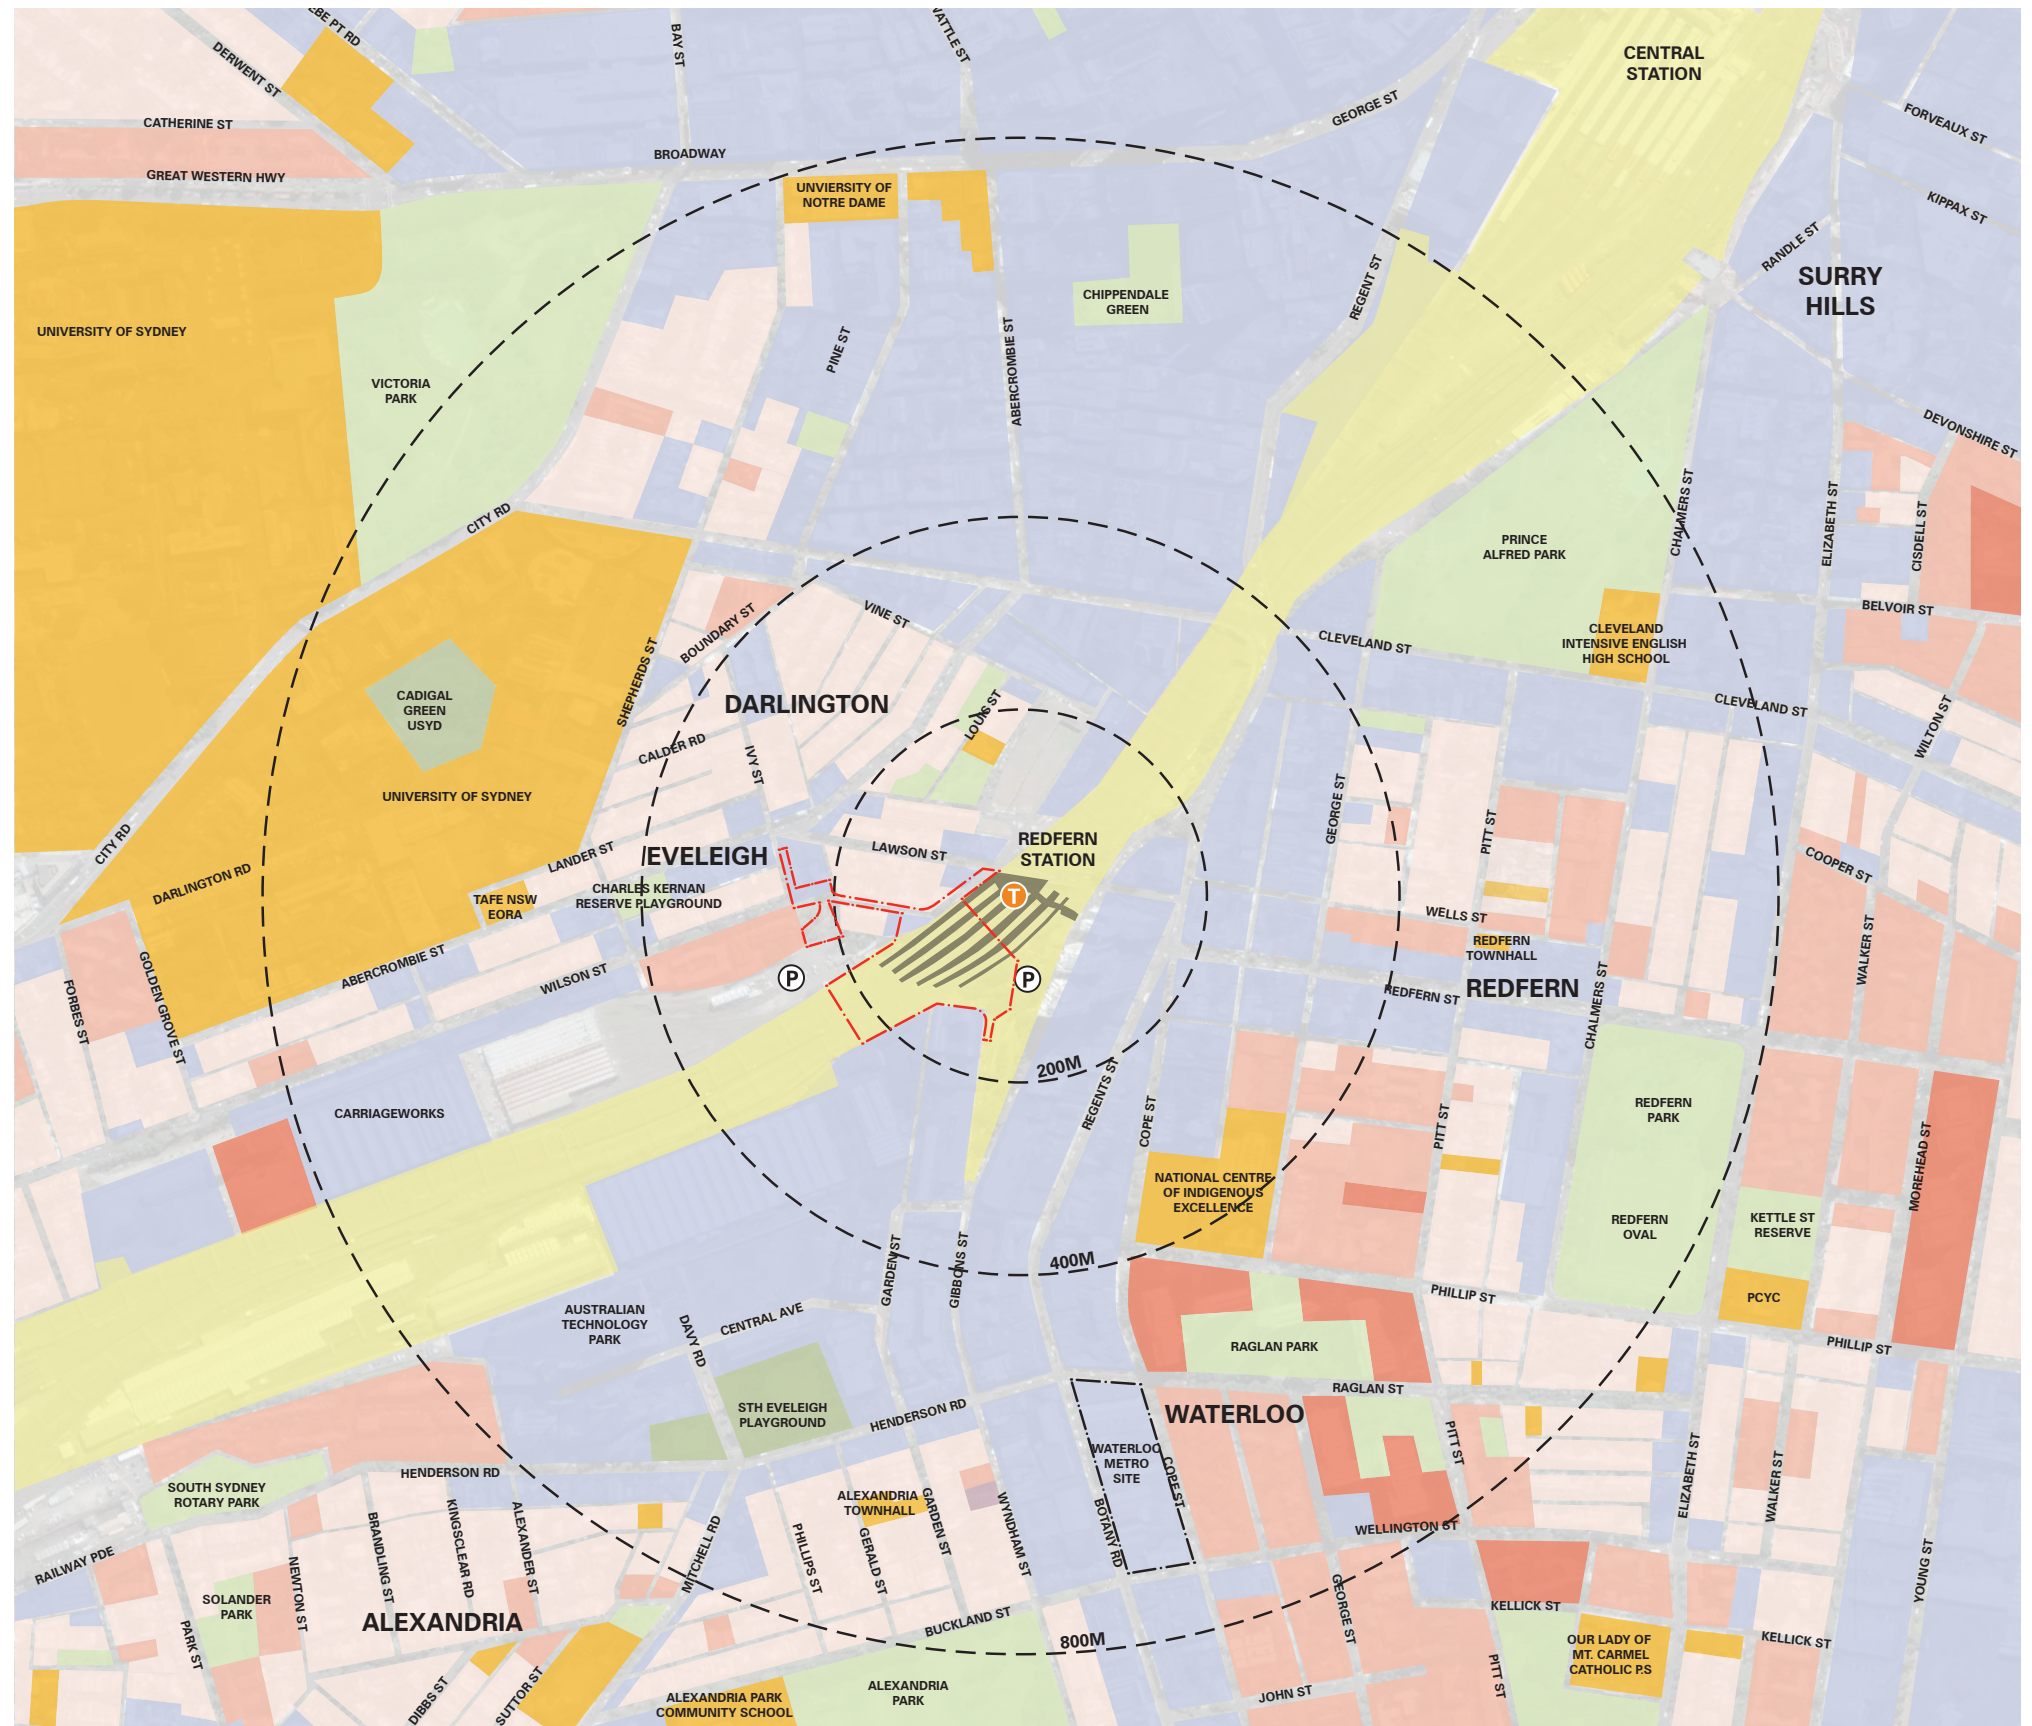 EBE PT RD
DERWENT ST
BAY ST
WATTLE ST
CENTRAL
STATION
CATHERINE ST
GEORGE ST
FORVEAUX ST
BROADWAY
GREAT WESTERN HWY
UNVIERSITY OF
NOTRE DAME
KIPPAX ST
RANDLE ST
SURRY
HILLS
REGENT ST
CHIPPENDALE
GREEN
UNIVERSITY OF SYDNEY
PINE ST
ABERCROMBIE ST
VICTORIA
PARK
DEVONSHIRE ST
CITY RD
CHALMERS ST
ELIZABETH ST
CISDELL ST
PRINCE
ALFRED PARK
BELVOIR ST
VINE ST
BOUNDARY ST
CLEVELAND
INTENSIVE ENGLISH
HIGH SCHOOL
CLEVELAND ST
SHEPHERDS ST
CADIGAL
GREEN
USYD
DARLINGTON
LOUIS ST
CLEVELAND ST
WILTON ST
CALDER RD
IVY ST
UNIVERSITY OF SYDNEY
GEORGE ST
PITT ST
CITY RD
LANDER ST
EVELEIGH
LAWSON ST
REDFERN
STATION
COOPER ST
DARLINGTON RD
TAFE NSW
EORA
CHARLES KERNAN
RESERVE PLAYGROUND
T
WELLS ST
REDFERN
TOWNHALL
WALKER ST
ABERCROMBIE ST
WILSON ST
P
P
REDFERN ST
REDFERN
CHALMERS ST
FORBES ST
GOLDEN GROVE ST
200M
REGENTS ST
COPE ST
PITT ST
CARRIAGEWORKS
REDFERN
PARK
MOREHEAD ST
NATIONAL CENTRE
OF INDIGENOUS
EXCELLENCE
REDFERN
OVAL
KETTLE ST
RESERVE
400M
GARDEN ST
GIBBONS ST
PHILLIP ST
PCYC
AUSTRALIAN
TECHNOLOGY
PARK
DAVY RD
CENTRAL AVE
RAGLAN PARK
PHILLIP ST
RAGLAN ST
STH EVELEIGH
PLAYGROUND
HENDERSON RD
WATERLOO
WATERLOO
METRO
SITE
COPE ST
PITT ST
ELIZABETH ST
WALKER ST
HENDERSON RD
SOUTH SYDNEY
ROTARY PARK
ALEXANDRIA
TOWNHALL
GARDEN ST
WYNDHAM ST
BOTANY RD
WELLINGTON ST
BRANDLING ST
KINGSCLEAR RD
ALEXANDER ST
MITCHELL RD
PHILLIPS ST
GERALD ST
RAILWAY PDE
NEWTON ST
SOLANDER
PARK
YOUNG ST
GEORGE ST
KELLICK ST
ALEXANDRIA
PARK ST
BUCKLAND ST
800M
OUR LADY OF
MT. CARMEL
CATHOLIC P.S
KELLICK ST
PITT ST
DIBBS ST
SUTTOR ST
ALEXANDRIA PARK
COMMUNITY SCHOOL
ALEXANDRIA
PARK
JOHN ST